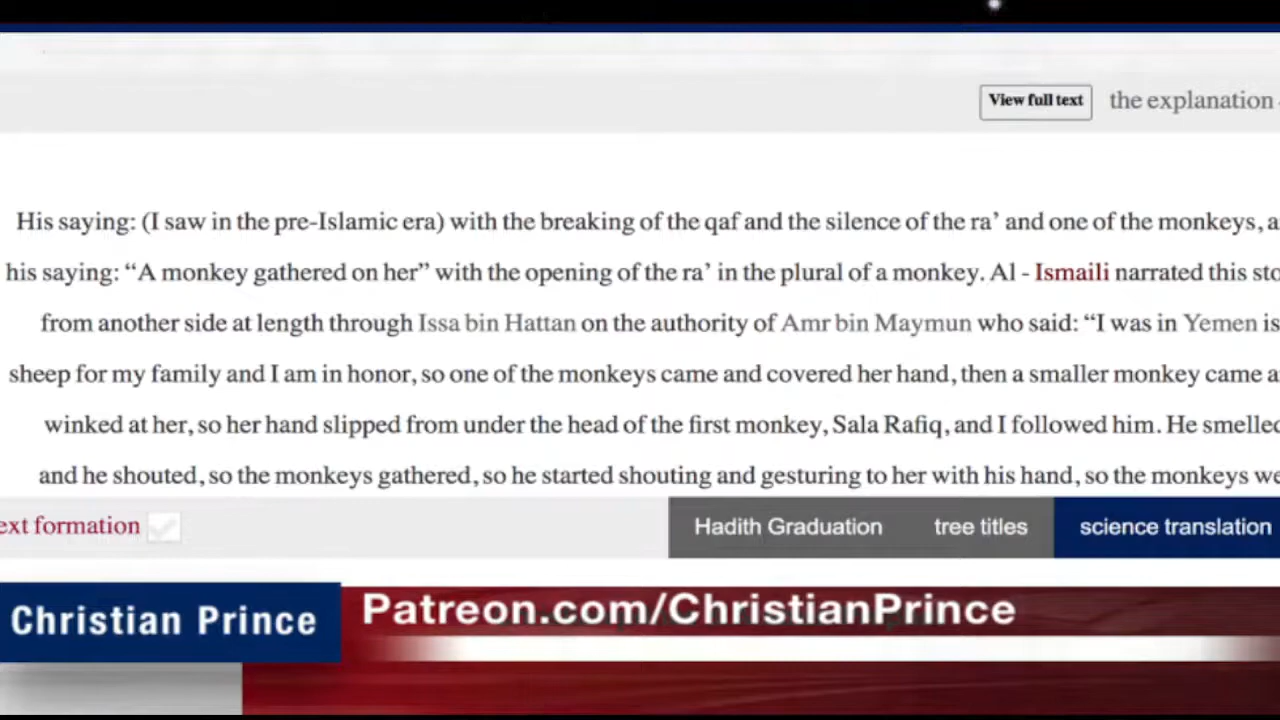 View full text the explanation
His saying: (I saw in the pre-Islamic era) with the breaking of the qaf and the silence of the ra’ and one of the monkeys,
his saying: “A monkey gathered on her” with the opening of the ra’ in the plural of a monkey. Al - Ismaili narrated this
from another side at length through Issa bin Hattan on the authority of Amr bin Maymun who said: “I was in Yemen
sheep for my family and I am in honor, so one of the monkeys came and covered her hand, then a smaller monkey came
winked at her, so her hand slipped from under the head of the first monkey, Sala Rafiq, and I followed him. He smelled
and he shouted, so the monkeys gathered, so he started shouting and gesturing to her with his hand, so the monkeys
ext formation
Hadith Graduation tree titles science translation
Christian Prince
Patreon.com/ChristianPrince